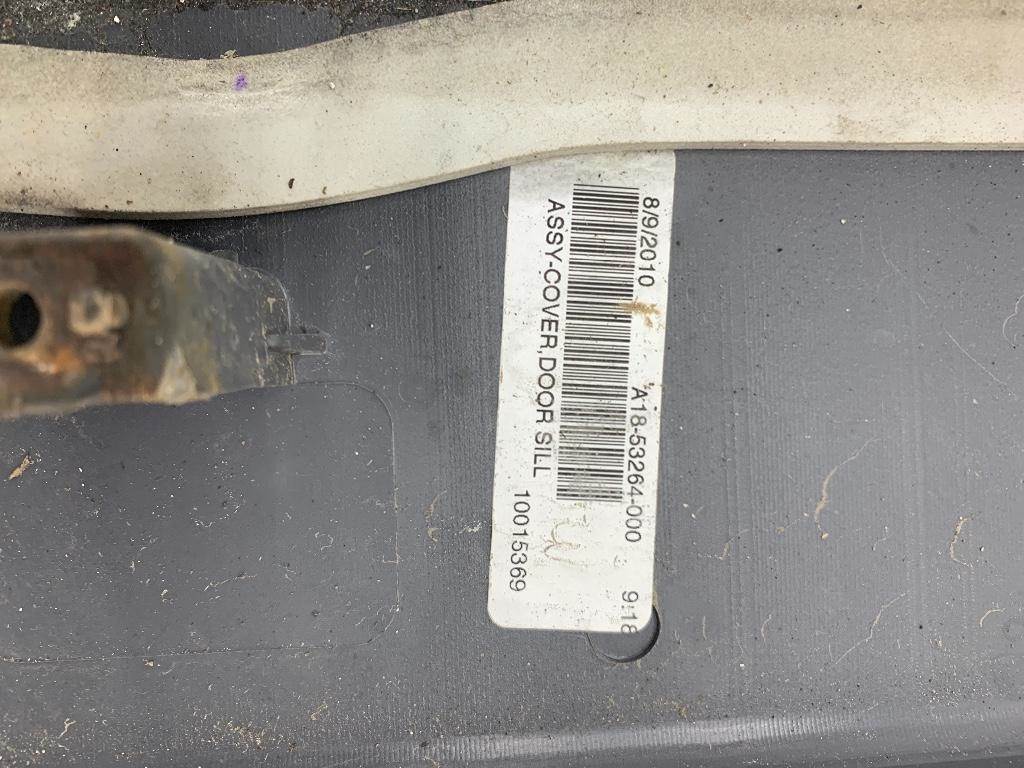 8/9/2010 A18-53264-000 9:18
ASSY-COVER,DOOR SILL 10015369